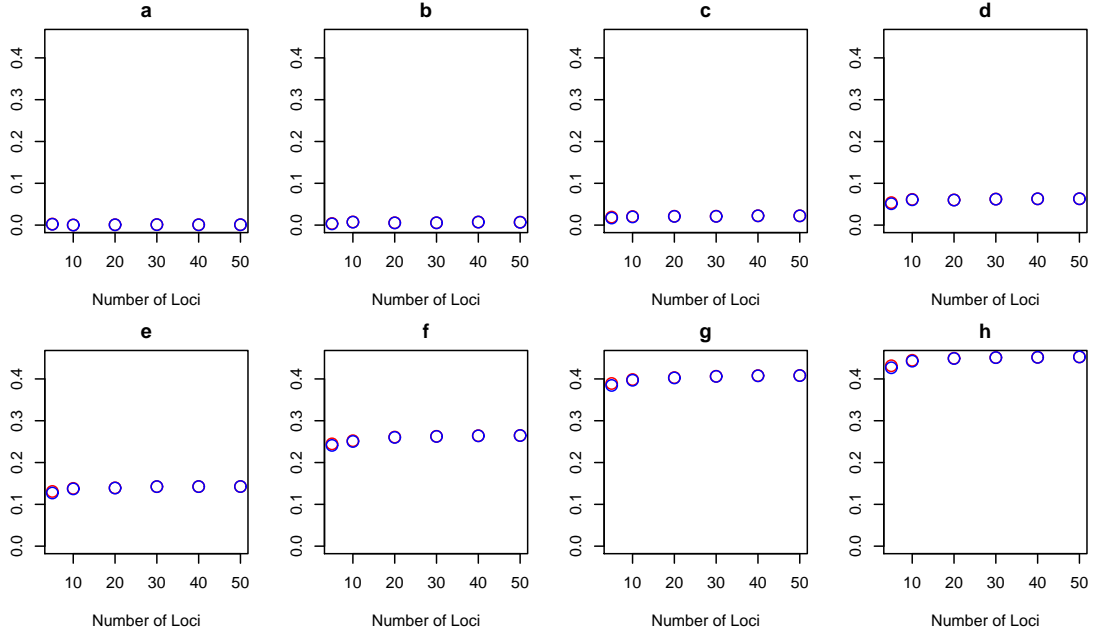 a b c d
0.0 0.1 0.2 0.3 0.4 0.0 0.1 0.2 0.3 0.4 0.0 0.1 0.2 0.3 0.4 0.0 0.1 0.2 0.3 0.4
10 20 30 40 50 10 20 30 40 50 10 20 30 40 50 10 20 30 40 50
Number of Loci Number of Loci Number of Loci Number of Loci
e f g h
0.0 0.1 0.2 0.3 0.4 0.0 0.1 0.2 0.3 0.4 0.0 0.1 0.2 0.3 0.4 0.0 0.1 0.2 0.3 0.4
10 20 30 40 50 10 20 30 40 50 10 20 30 40 50 10 20 30 40 50
Number of Loci Number of Loci Number of Loci Number of Loci